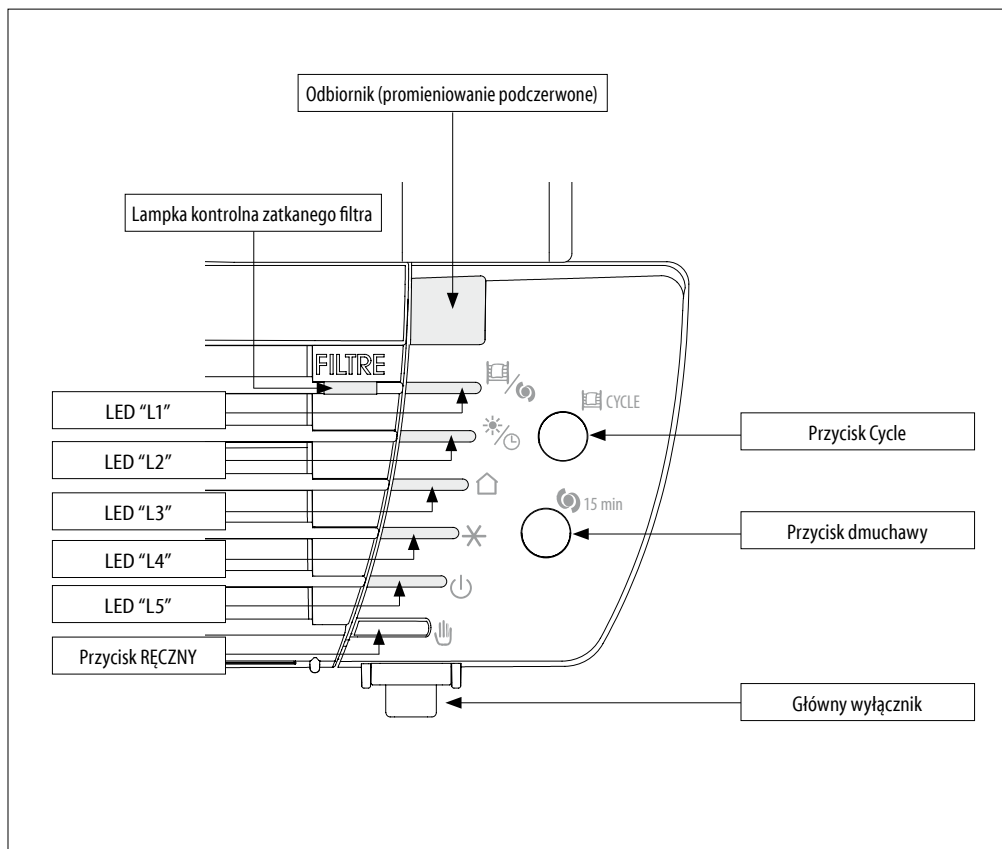 Odbiornik (promieniowanie podczerwone)
Lampka kontrolna zatkanego filtra
FILTRE
LED “L1”
CYCLE
Przycisk Cycle
LED “L2”
LED “L3”
15 min
Przycisk dmuchawy
LED “L4”
LED “L5”
Przycisk RĘCZNY
Główny wyłącznik